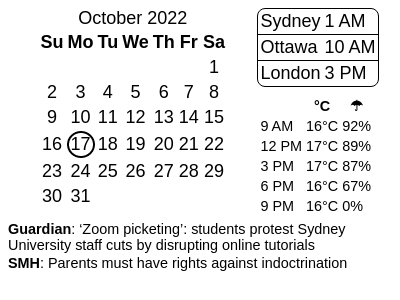 October 2022
Su Mo Tu We Th Fr Sa
1
2 3 4 5 6 7 8
9 10 11 12 13 14 15
16 17 18 19 20 21 22
23 24 25 26 27 28 29
30 31
Sydney 1 AM
Ottawa 10 AM
London 3 PM
°C ☂
9 AM 16°C 92%
12 PM 17°C 89%
3 PM 17°C 87%
6 PM 16°C 67%
9 PM 16°C 0%
Guardian: ‘Zoom picketing’: students protest Sydney
University staff cuts by disrupting online tutorials
SMH: Parents must have rights against indoctrination